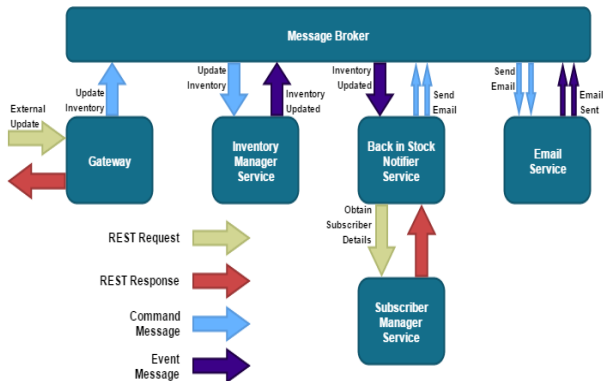 Message Broker
Update
Inventory
Update
Inventory
Inventory
Updated
Inventory
Updated
Send
Email
Send
Email
Email
Sent
External
Update
Gateway
Inventory
Manager
Service
Back in Stock
Notifier
Service
Email
Service
Obtain
Subscriber
Details
REST Request
REST Response
Command
Message
Event
Message
Subscriber
Manager
Service